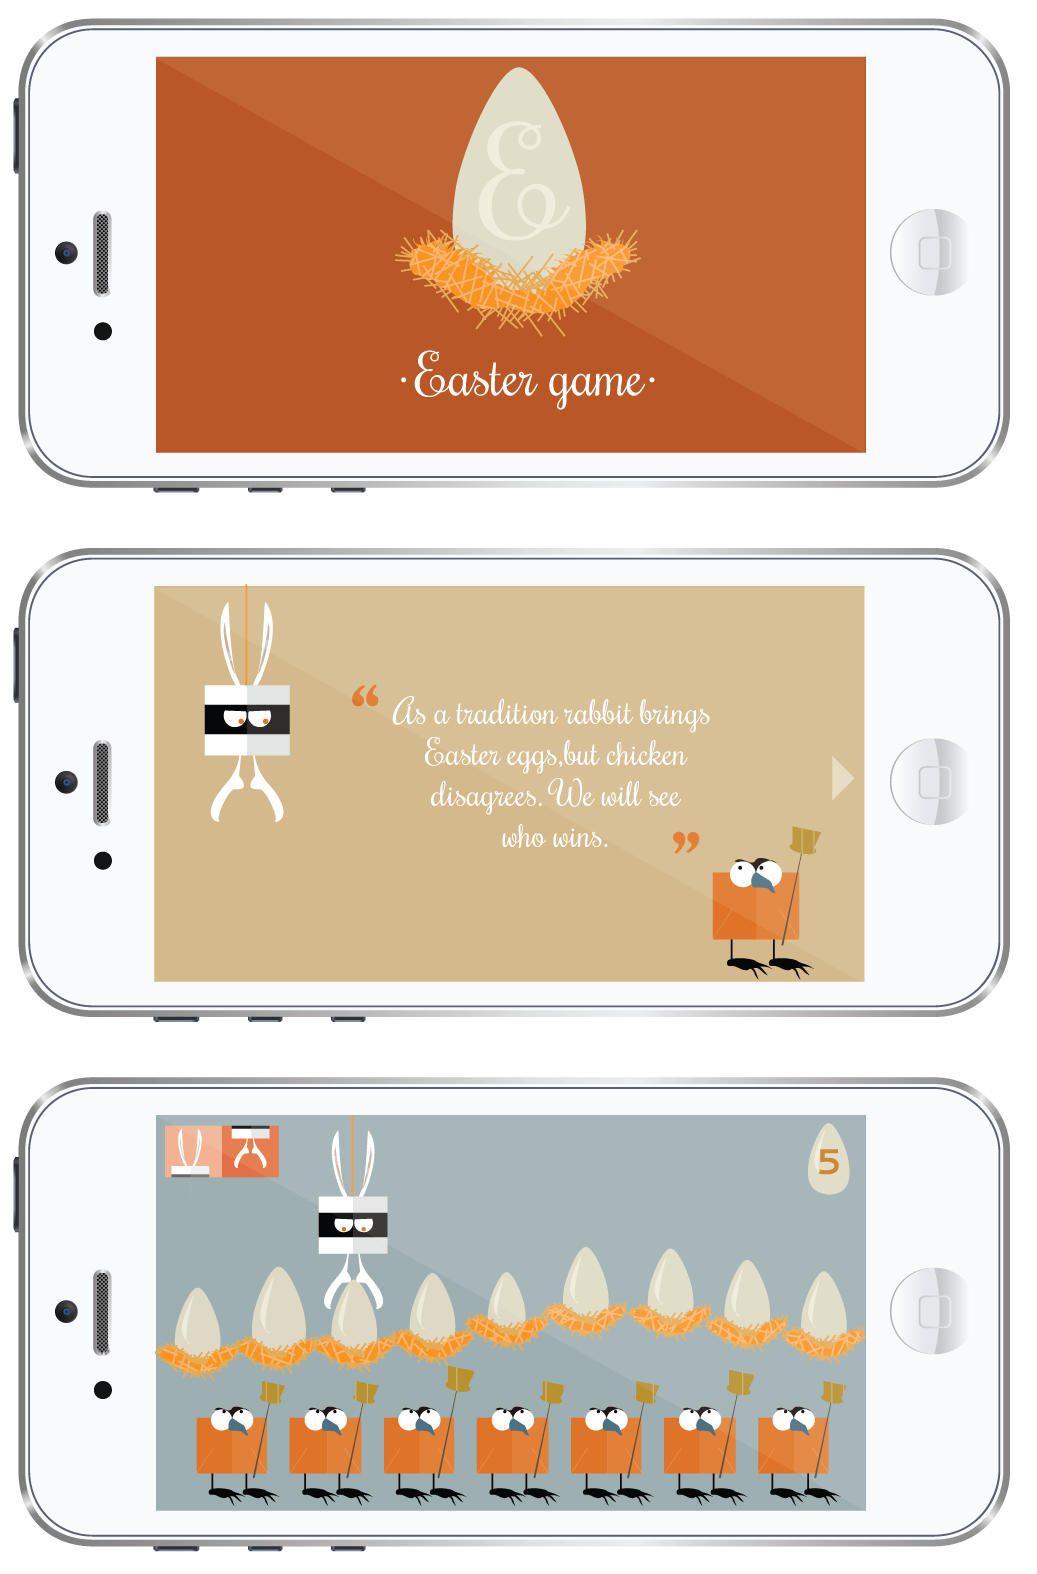 E
·Easter game·
“ As a tradition rabbit brings
Easter eggs,but chicken
disagrees. We will see
who wins. ”
5